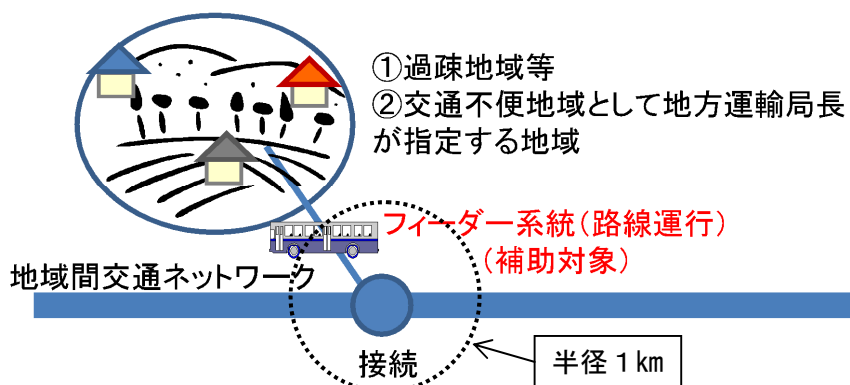 ①過疎地域等
②交通不便地域として地方運輸局長
が指定する地域
フィーダー系統(路線運行)
(補助対象)
地域間交通ネットワーク
接続
半径1km